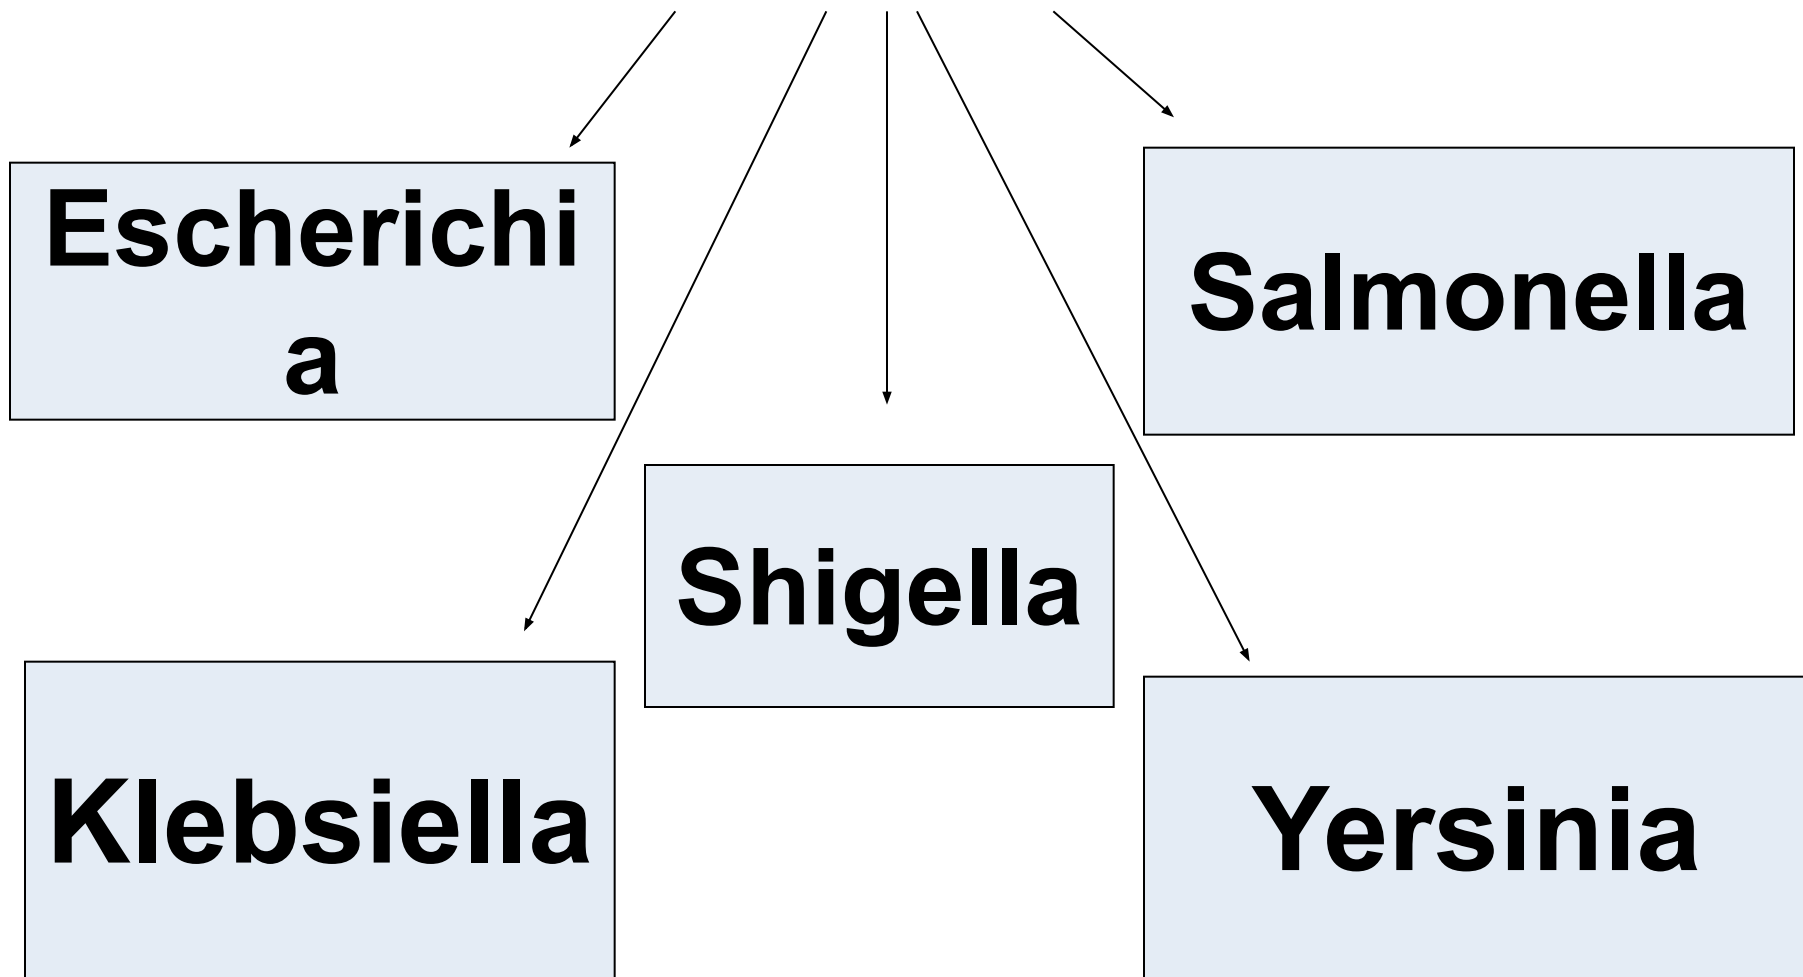 Escherichi
a
Salmonella
Shigella
Klebsiella
Yersinia